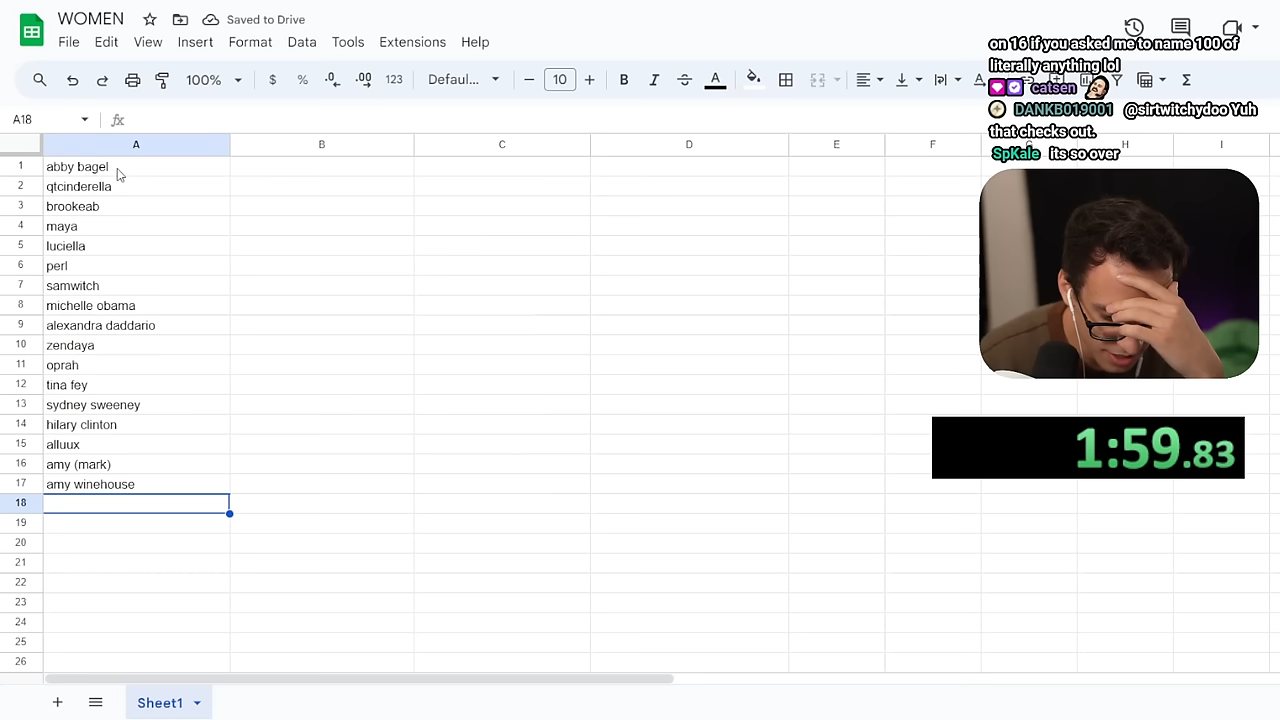 WOMEN
Saved to Drive
File Edit View Insert Format Data Tools Extensions Help
100% $ % .0 .00 123 Defaul... 10 B I A
A18 fx
A B C D E F G H I
1 abby bagel
2 qtcinderella
3 brookeab
4 maya
5 luciella
6 perl
7 samwitch
8 michelle obama
9 alexandra daddario
10 zendaya
11 oprah
12 tina fey
13 sydney sweeney
14 hilary clinton
15 alluux
16 amy (mark)
17 amy winehouse
18
19
20
21
22
23
24
25
26
Sheet1
on 16 if you asked me to name 100 of
literally anything lol
catsen
DANKB019001 @sirtwitchydoo Yuh
that checks out.
SpKale its so over
1:59.83